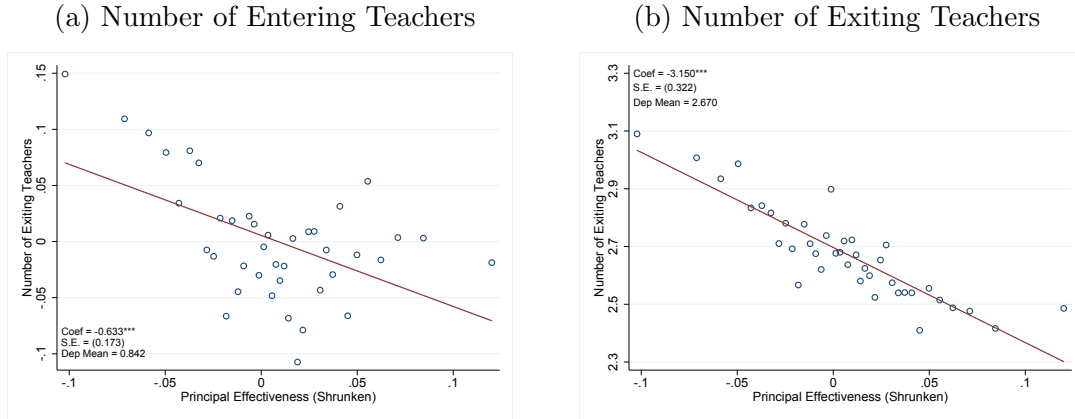 (a) Number of Entering Teachers
(b) Number of Exiting Teachers
Number of Exiting Teachers
.15
.1
.05
0
-.05
-.1
Coef = -0.633***
S.E. = (0.173)
Dep Mean = 0.842
-.1
-.05
0
.05
.1
Principal Effectiveness (Shrunken)
Number of Exiting Teachers
3.3
3.1
2.9
2.7
2.5
2.3
Coef = -3.150***
S.E. = (0.322)
Dep Mean = 2.670
-.1
-.05
0
.05
.1
Principal Effectiveness (Shrunken)